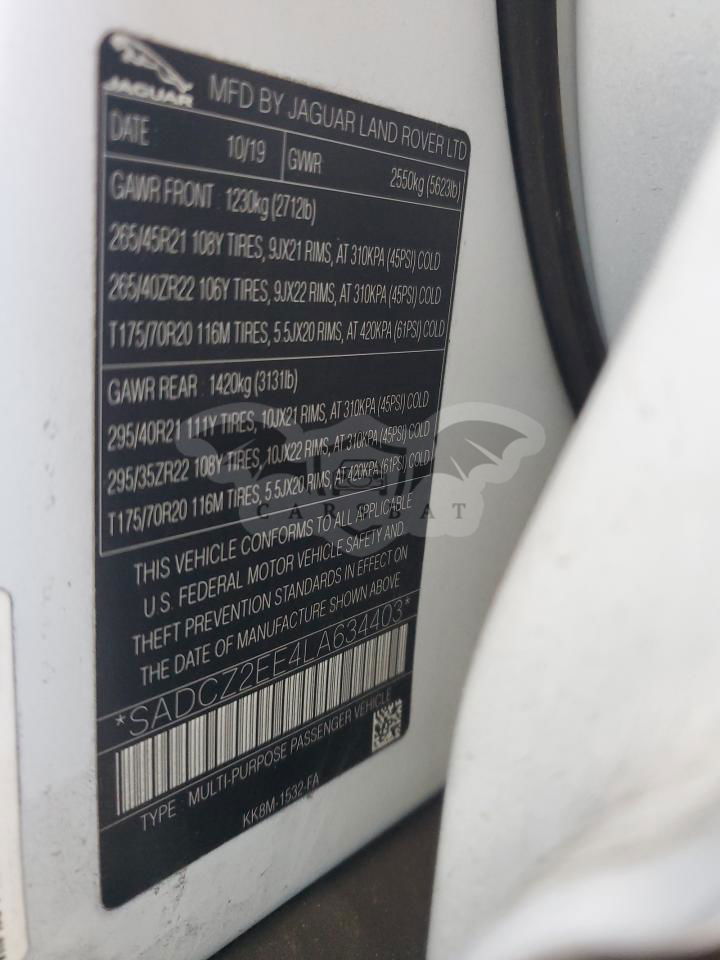 JAGUAR
MFD BY JAGUAR LAND ROVER LTD
DATE 10/19 GVWR 2550kg (5623lb)
GAWR FRONT : 1230kg (2712lb)
265/45R21 108Y TIRES, 9JX21 RIMS, AT 310KPA (45PSI) COLD
265/40ZR22 106Y TIRES, 9JX22 RIMS, AT 310KPA (45PSI) COLD
T175/70R20 116M TIRES, 5.5JX20 RIMS, AT 420KPA (61PSI) COLD
GAWR REAR : 1420kg (3131lb)
295/40R21 111Y TIRES, 10JX21 RIMS, AT 310KPA (45PSI) COLD
295/35ZR22 108Y TIRES, 10JX22 RIMS, AT 310KPA (45PSI) COLD
T175/70R20 116M TIRES, 5.5JX20 RIMS, AT 420KPA (61PSI) COLD
CAR BAT
THIS VEHICLE CONFORMS TO ALL APPLICABLE
U.S. FEDERAL MOTOR VEHICLE SAFETY AND
THEFT PREVENTION STANDARDS IN EFFECT ON
THE DATE OF MANUFACTURE SHOWN ABOVE
*SADCZ2EE4LA634403*
TYPE : MULTI-PURPOSE PASSENGER VEHICLE
KK8M-1532-FA